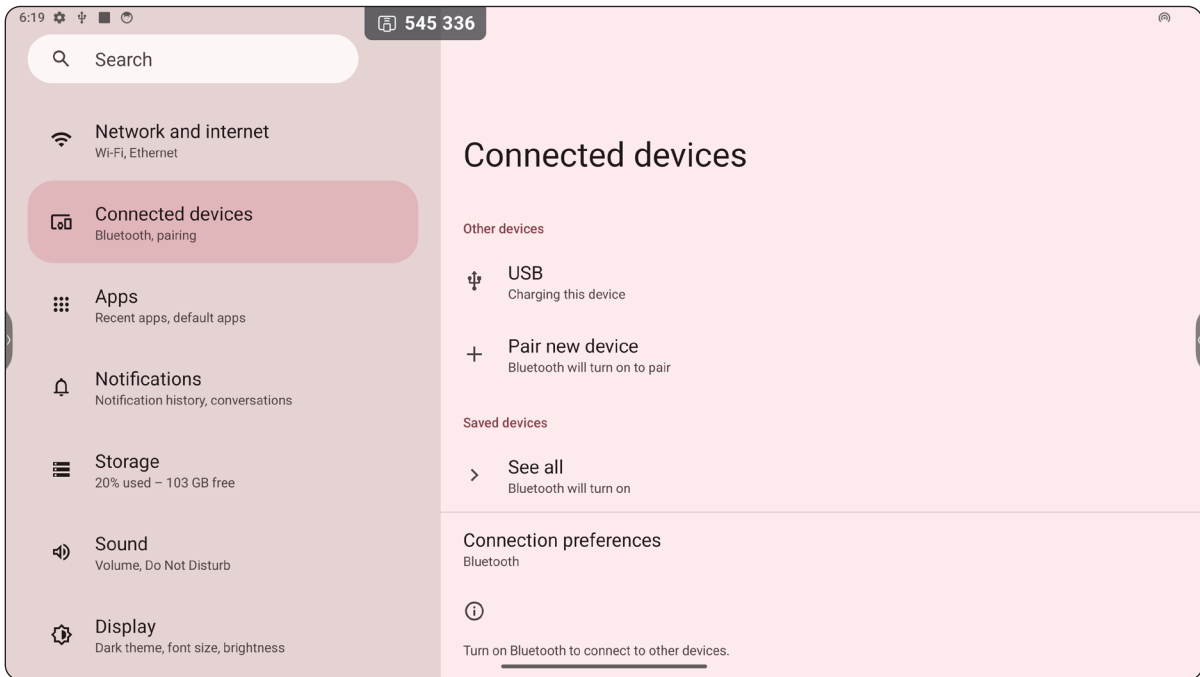 6:19
545 336
Search
Network and internet
Wi-Fi, Ethernet
Connected devices
Bluetooth, pairing
Apps
Recent apps, default apps
Notifications
Notification history, conversations
Storage
20% used – 103 GB free
Sound
Volume, Do Not Disturb
Display
Dark theme, font size, brightness
Connected devices
Other devices
USB
Charging this device
Pair new device
Bluetooth will turn on to pair
Saved devices
See all
Bluetooth will turn on
Connection preferences
Bluetooth
Turn on Bluetooth to connect to other devices.